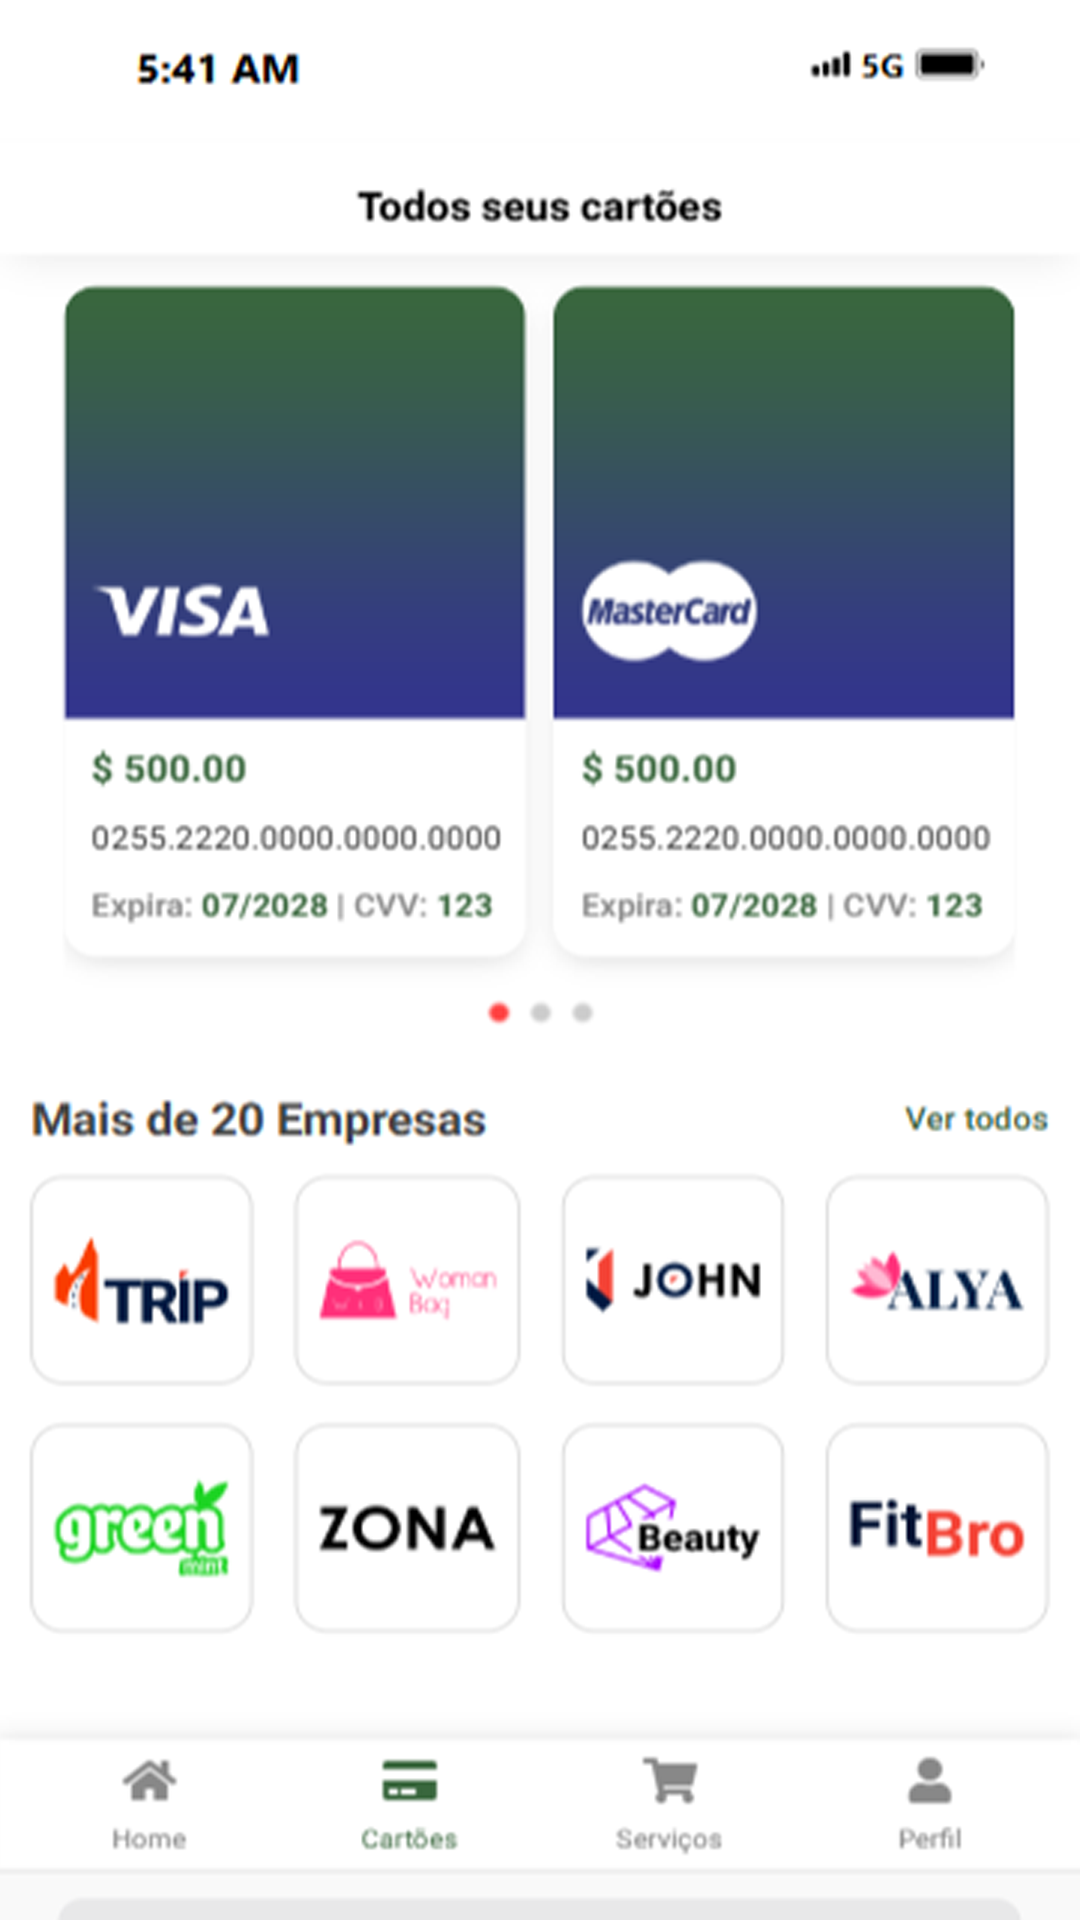 5:41 AM 5G
Todos seus cartões
VISA MasterCard
$ 500.00 $ 500.00
0255.2220.0000.0000.0000 0255.2220.0000.0000.0000
Expira: 07/2028 | CVV: 123 Expira: 07/2028 | CVV: 123
Mais de 20 Empresas Ver todos
TRIP
Woman
Bag
JOHN
ALYA
green
mint
ZONA
Beauty
FitBro
Home Cartões Serviços Perfil